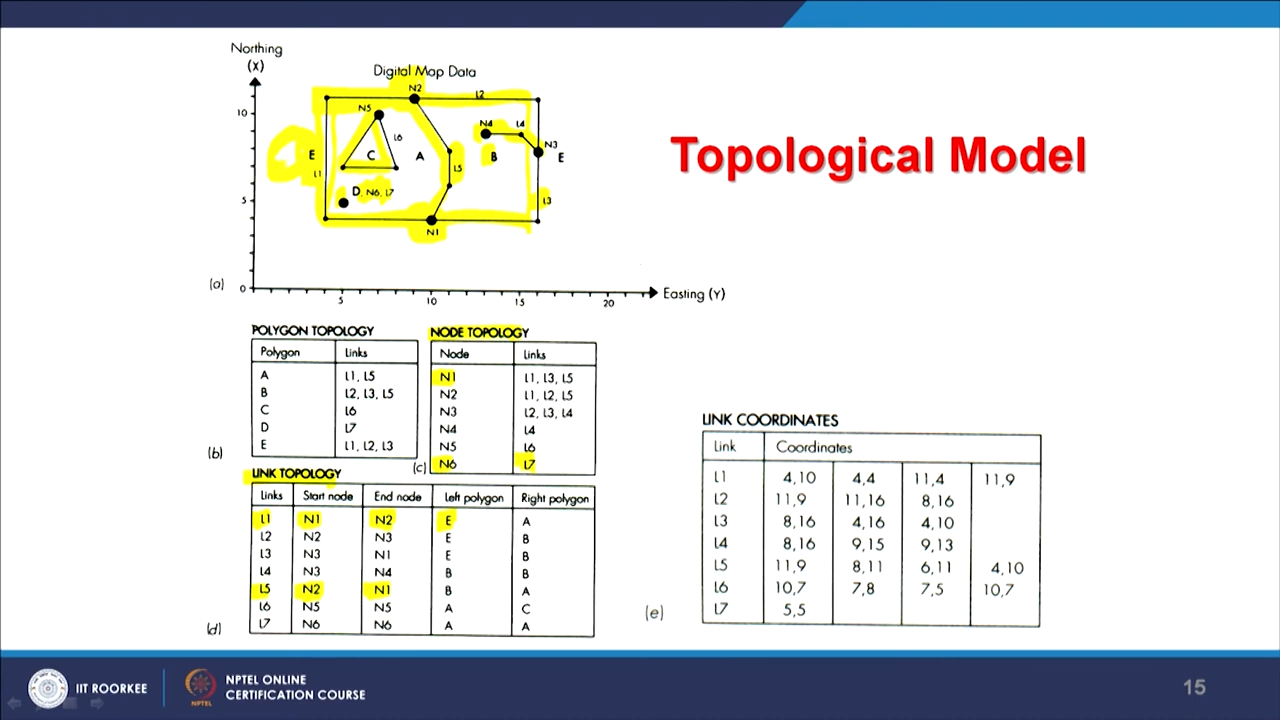 Topological Model
Northing
(X)
Digital Map Data
N2
L2
10
N5
N4
L4
L6
N3
E
C
A
B
E
L1
L5
D, N6, L7
5
L3
N1
(a)
0
5
10
15
20
Easting (Y)
POLYGON TOPOLOGY
Polygon Links
A L1, L5
B L2, L3, L5
C L6
D L7
E L1, L2, L3
(b)
NODE TOPOLOGY
Node Links
N1 L1, L3, L5
N2 L1, L2, L5
N3 L2, L3, L4
N4 L4
N5 L6
N6 L7
(c)
LINK TOPOLOGY
Links Start node End node Left polygon Right polygon
L1 N1 N2 E A
L2 N2 N3 E B
L3 N3 N1 E B
L4 N3 N4 B B
L5 N2 N1 B A
L6 N5 N5 A C
L7 N6 N6 A A
(d)
LINK COORDINATES
Link Coordinates
L1 4,10 4,4 11,4 11,9
L2 11,9 11,16 8,16
L3 8,16 4,16 4,10
L4 8,16 9,15 9,13
L5 11,9 8,11 6,11 4,10
L6 10,7 7,8 7,5 10,7
L7 5,5
(e)
IIT ROORKEE
NPTEL
NPTEL ONLINE
CERTIFICATION COURSE
15